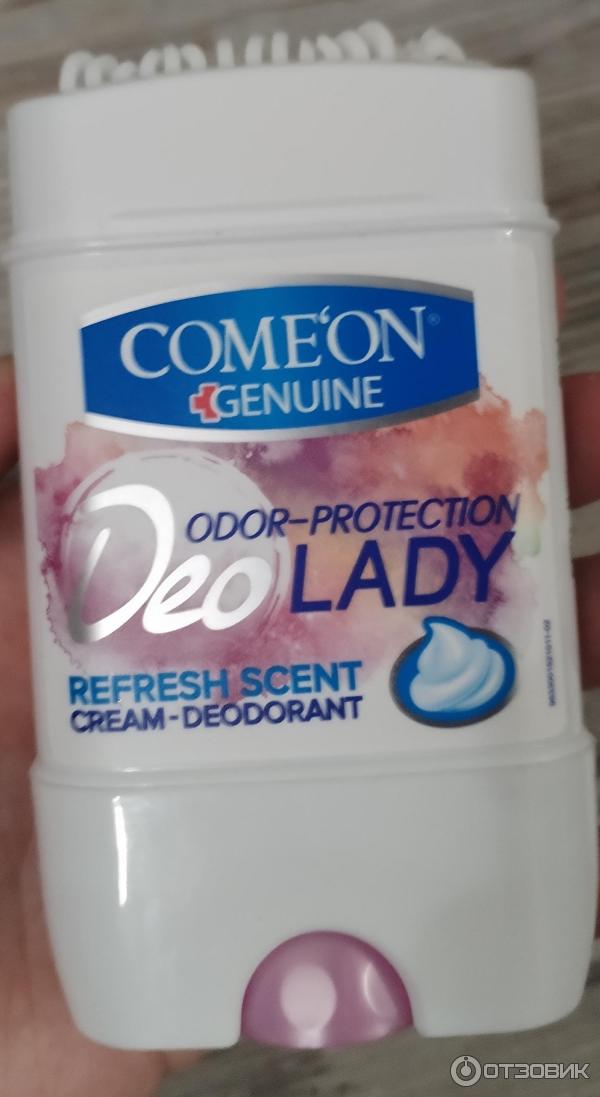 COME'ON®
GENUINE
ODOR-PROTECTION
Deo LADY
REFRESH SCENT
CREAM-DEODORANT
ОТЗОВИК